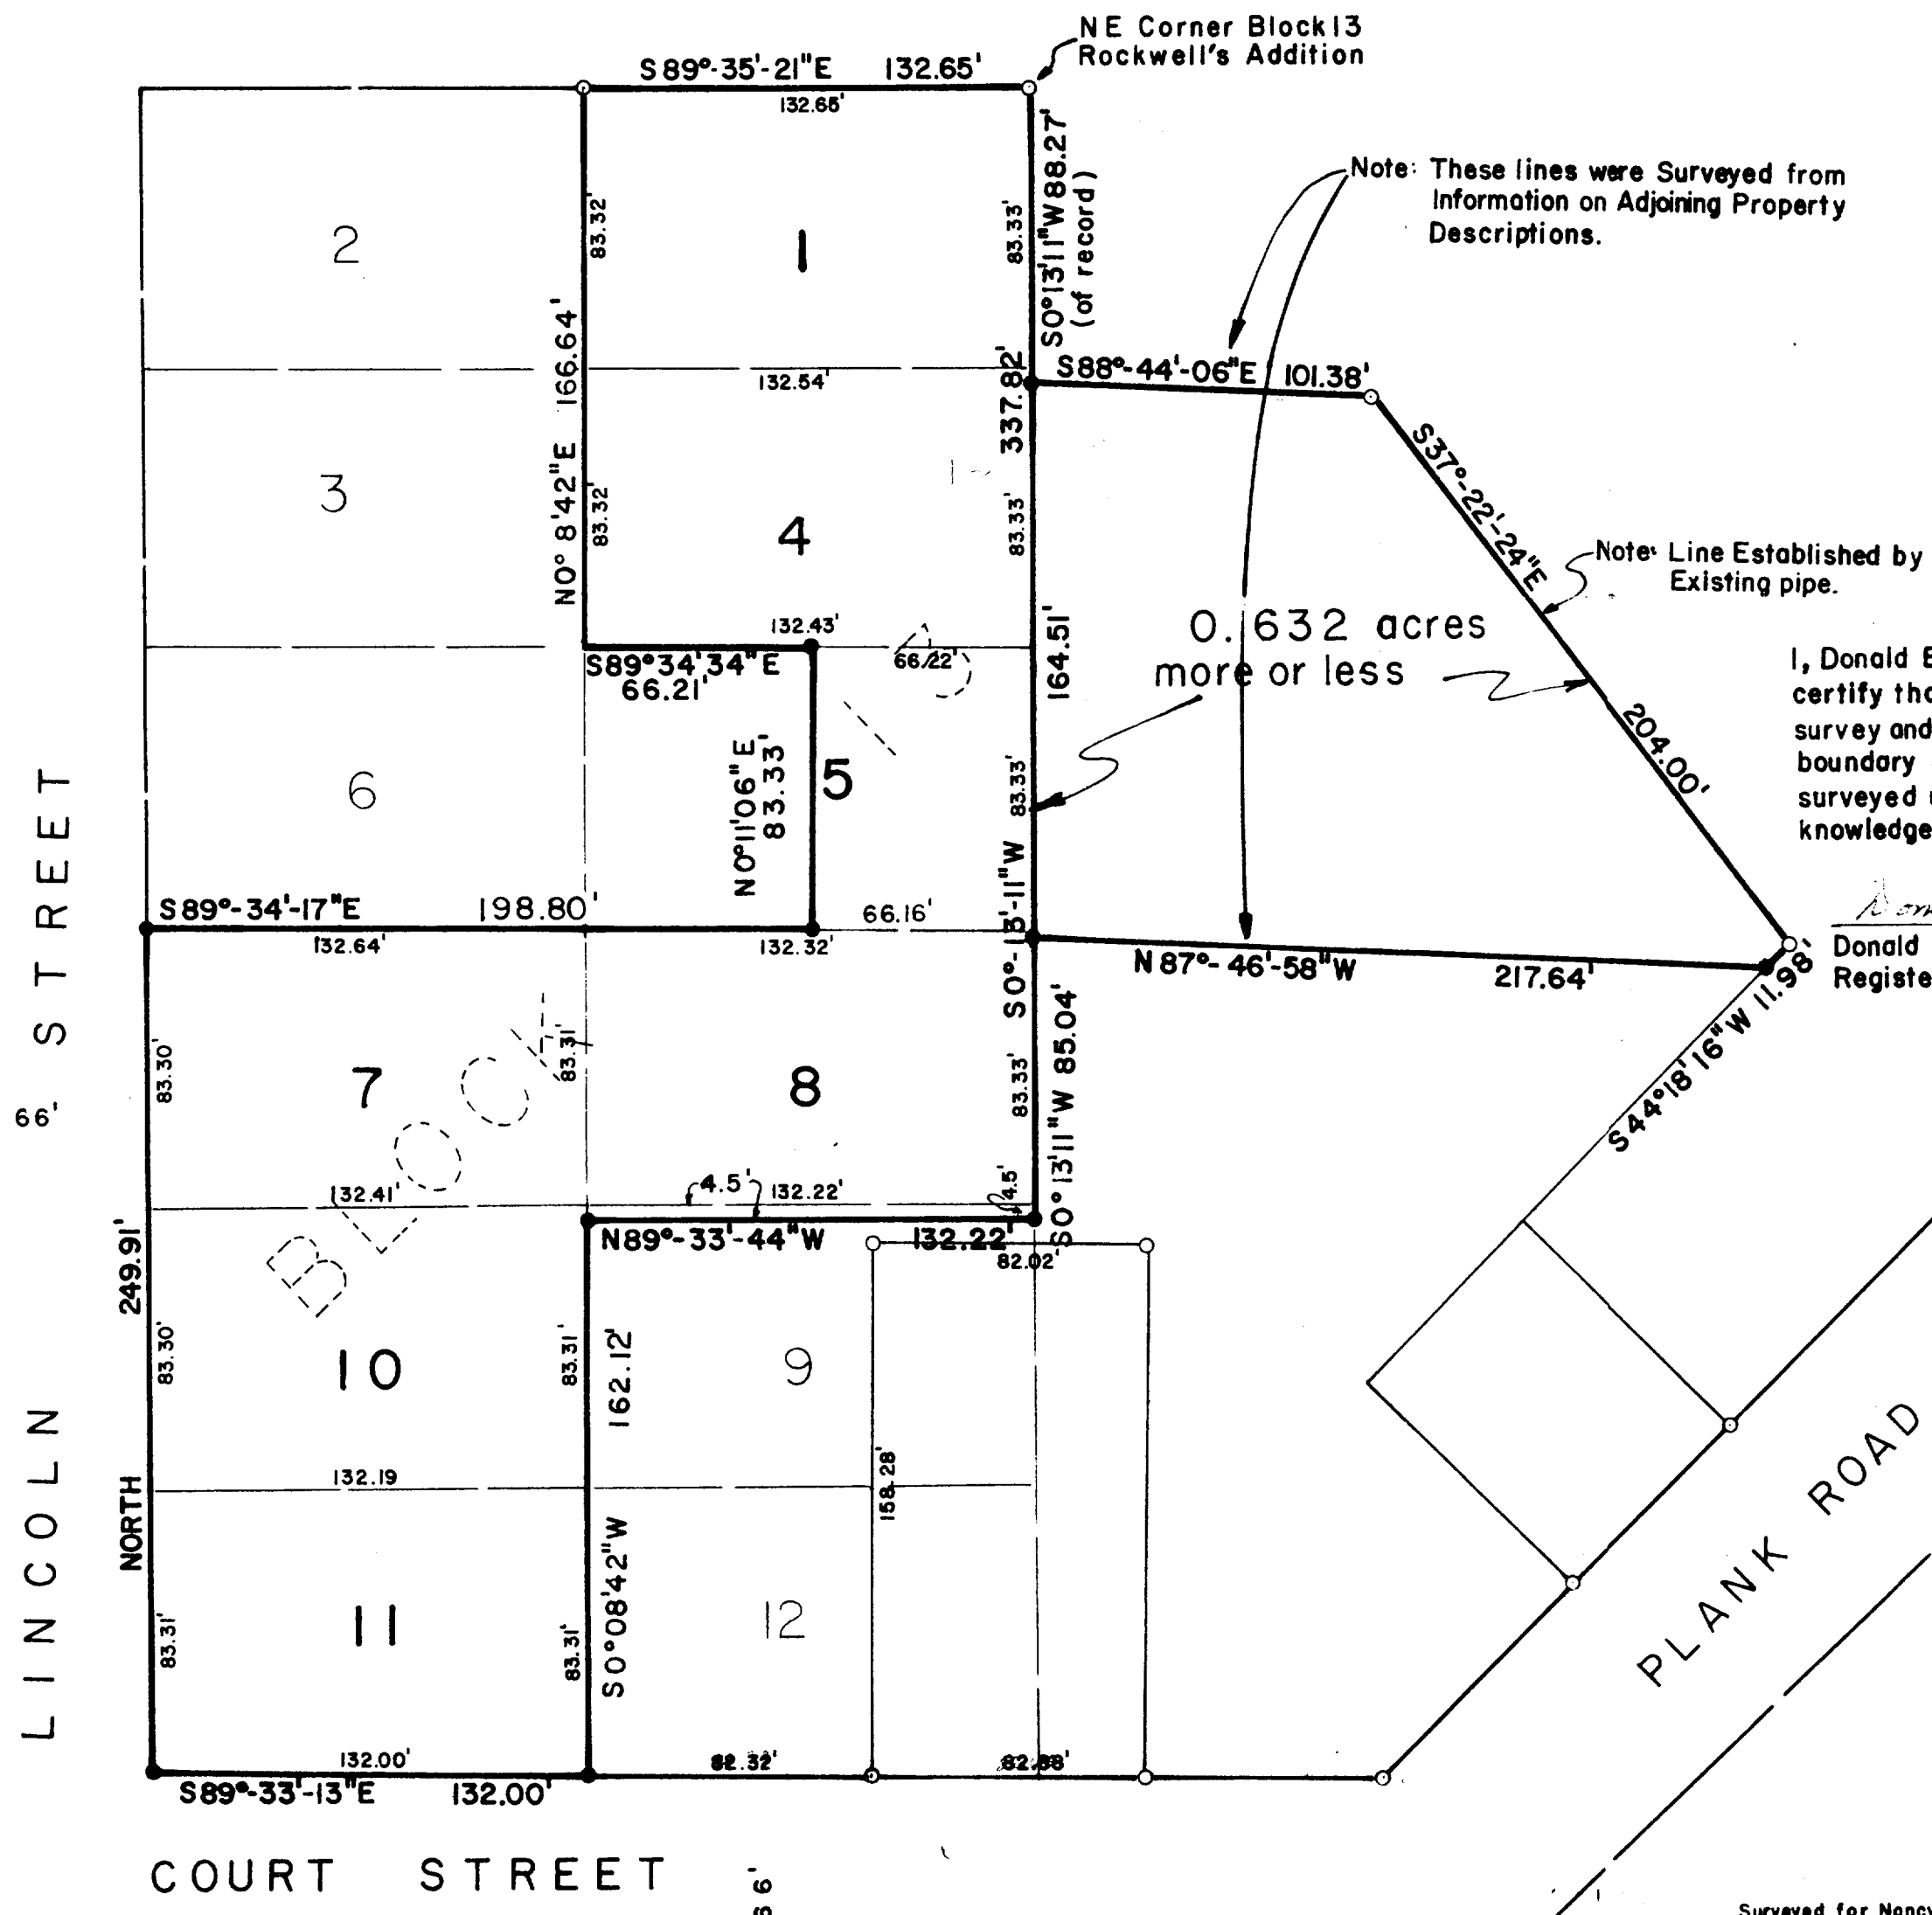 NE Corner Block 13
Rockwell's Addition
S89°-35'-21"E 132.65'
132.65'
S0°13'11"W 88.27'
(of record)
Note: These lines were Surveyed from
Information on Adjoining Property
Descriptions.
2
83.32'
1
83.33'
N0° 8'42"E 166.64'
132.54'
337.82'
S88°-44'-06"E 101.38'
3
83.32'
4
83.33'
S37°-22'-24"E
204.00'
Note: Line Established by
Existing pipe.
132.43'
66.22'
S89°34'34"E
66.21'
164.51'
0.632 acres
more or less
I, Donald
certify
survey and
boundary
surveyed
knowledge
6
N0°11'06"E
83.33'
5
83.33'
S0°-13'-11"W
S89°-34'-17"E 198.80'
66.16'
132.64'
132.32'
N87°-46'-58"W 217.64'
Donald
S44°18'16"W 11.98'
7
83.30'
83.31'
8
83.33'
S0°13'11"W 85.04'
BLOCK 13
132.41'
4.5'
132.22'
4.5'
N89°-33'-44"W 132.22'
82.02'
NORTH 249.91'
10
83.30'
83.31'
162.12'
9
S0°08'42"W
132.19
158.28'
11
83.31'
83.31'
12
132.00'
82.32'
S89°-33'-13"E 132.00'
LINCOLN STREET
66'
COURT STREET
PLANK ROAD
Surveyed for Nancy